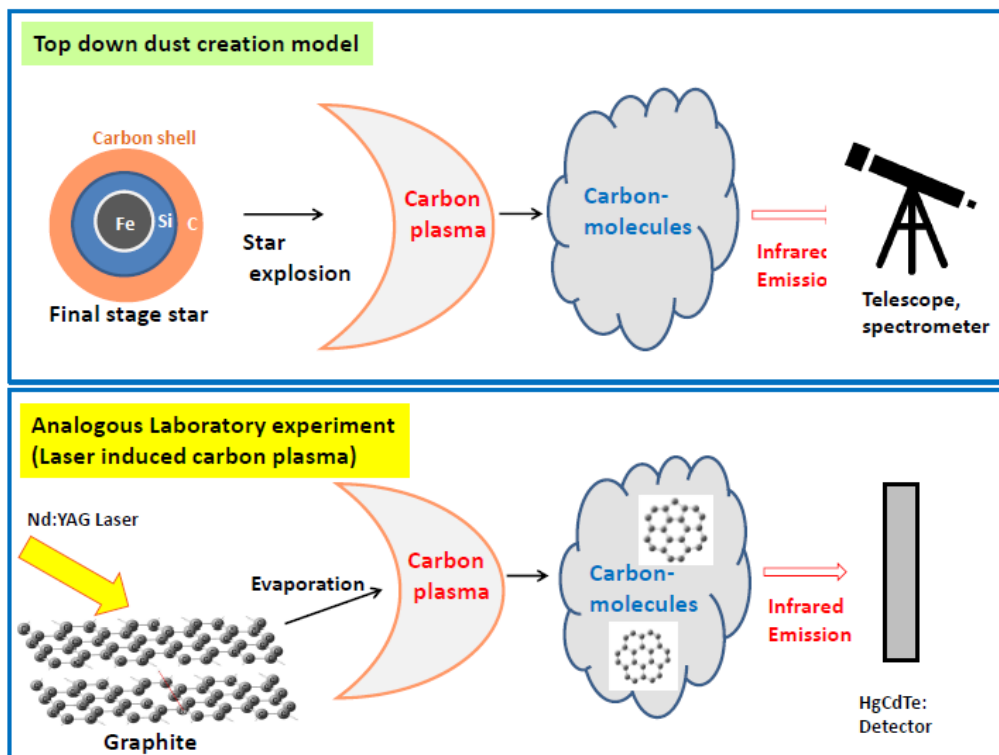 Top down dust creation model
Carbon shell
Fe
Si
C
Final stage star
Star
explosion
Carbon
plasma
Carbon-
molecules
Infrared
Emission
Telescope,
spectrometer
Analogous Laboratory experiment
(Laser induced carbon plasma)
Nd:YAG Laser
Evaporation
Graphite
Carbon
plasma
Carbon-
molecules
Infrared
Emission
HgCdTe:
Detector